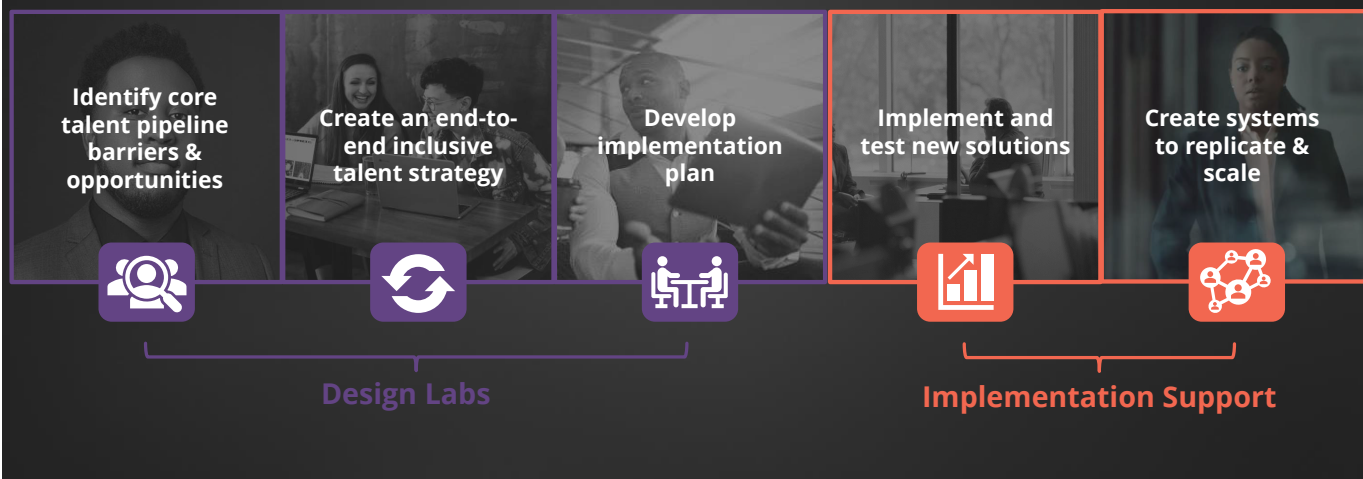 Identify core
talent pipeline
barriers &
opportunities
Create an end-to-
end inclusive
talent strategy
Develop
implementation
plan
Implement and
test new solutions
Create systems
to replicate &
scale
Design Labs
Implementation Support